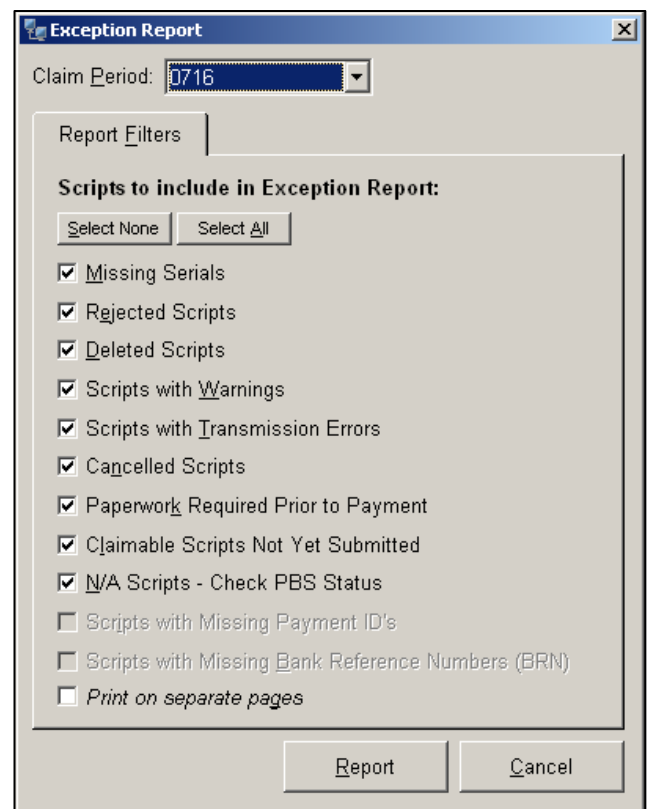 Exception Report
Claim Period: 0716
Report Filters
Scripts to include in Exception Report:
Select None Select All
Missing Serials
Rejected Scripts
Deleted Scripts
Scripts with Warnings
Scripts with Transmission Errors
Cancelled Scripts
Paperwork Required Prior to Payment
Claimable Scripts Not Yet Submitted
N/A Scripts - Check PBS Status
Scripts with Missing Payment ID's
Scripts with Missing Bank Reference Numbers (BRN)
Print on separate pages
Report Cancel